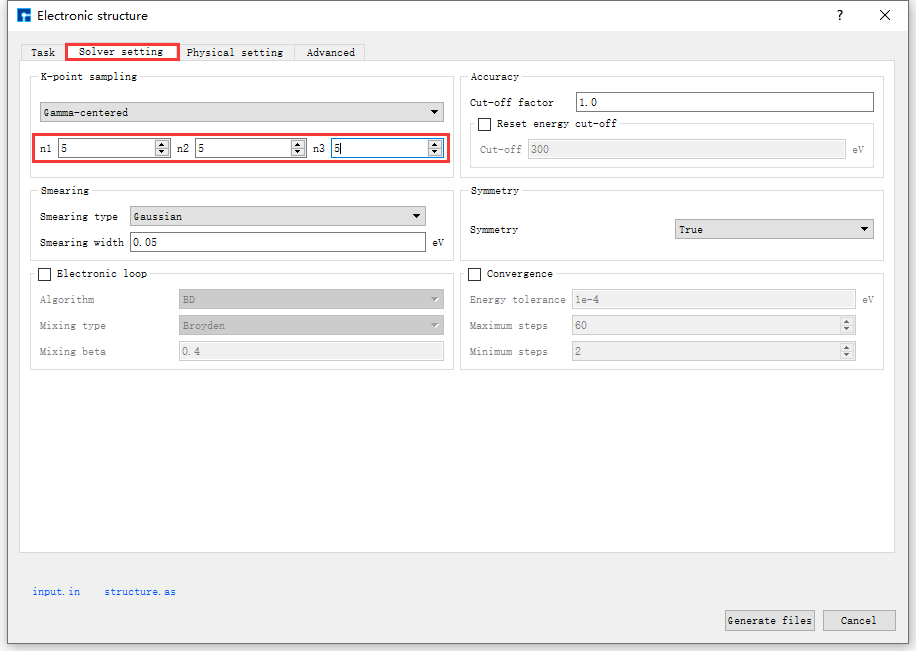 Electronic structure ?
Task Solver setting Physical setting Advanced
K-point sampling
Gamma-centered
n1 5 n2 5 n3 5
Accuracy
Cut-off factor 1.0
Reset energy cut-off
Cut-off 300 eV
Smearing
Smearing type Gaussian
Smearing width 0.05 eV
Symmetry
Symmetry True
Electronic loop
Algorithm BD
Mixing type Broyden
Mixing beta 0.4
Convergence
Energy tolerance 1e-4 eV
Maximum steps 60
Minimum steps 2
input.in structure.as
Generate files Cancel